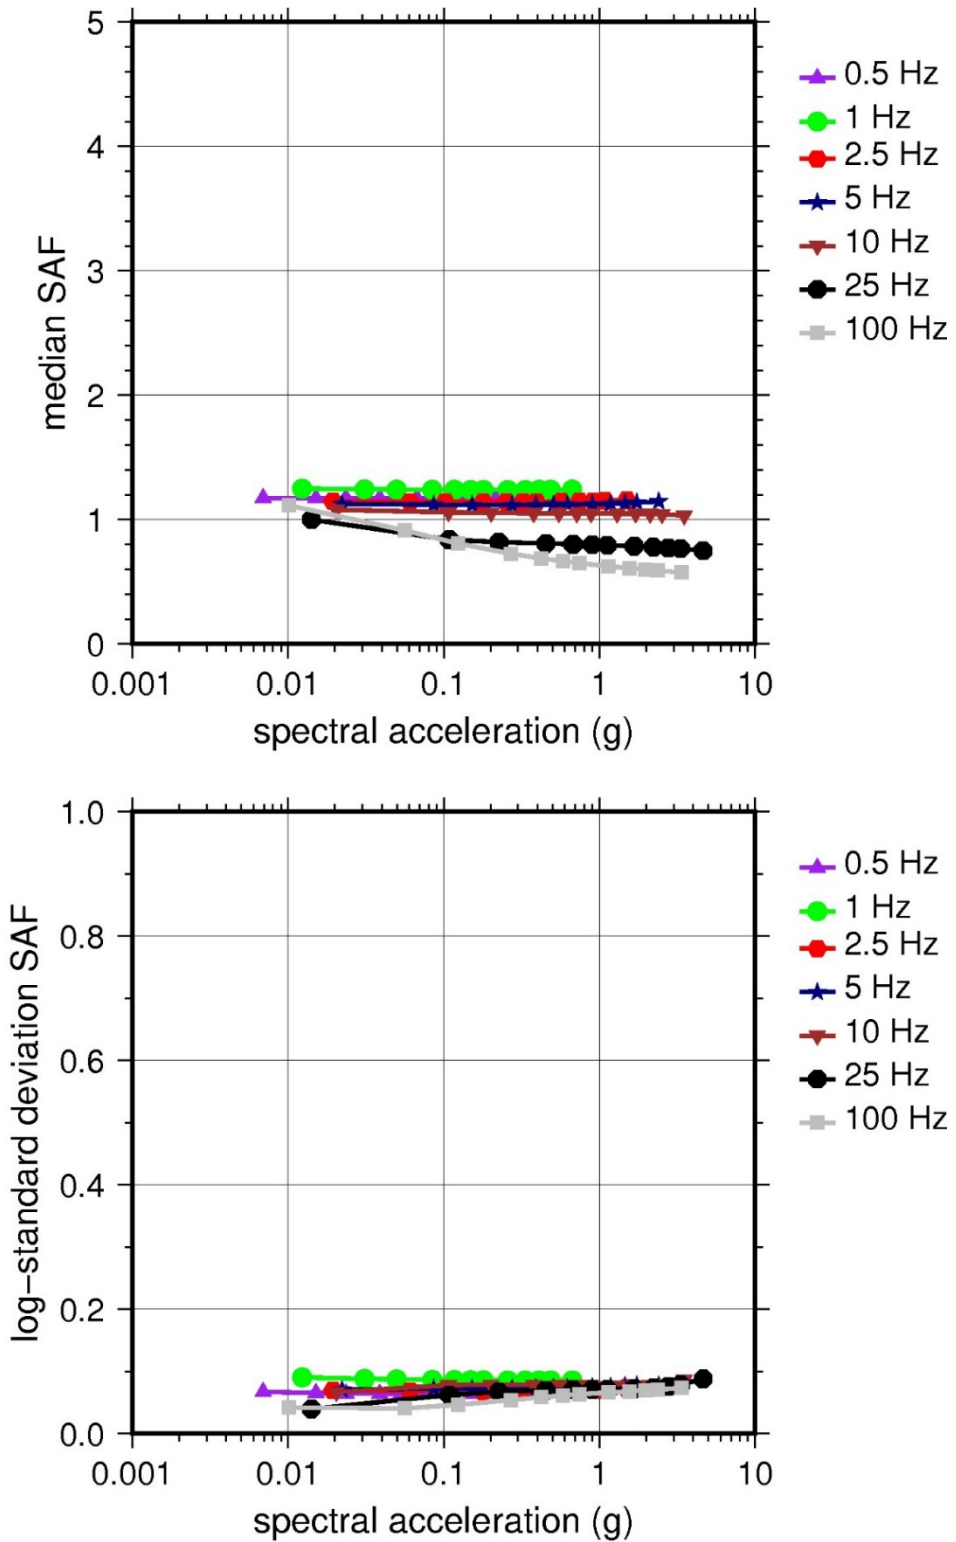 5
4
3
2
1
0
median SAF
0.001 0.01 0.1 1 10
spectral acceleration (g)
0.5 Hz
1 Hz
2.5 Hz
5 Hz
10 Hz
25 Hz
100 Hz
1.0
0.8
0.6
0.4
0.2
0.0
log-standard deviation SAF
0.001 0.01 0.1 1 10
spectral acceleration (g)
0.5 Hz
1 Hz
2.5 Hz
5 Hz
10 Hz
25 Hz
100 Hz